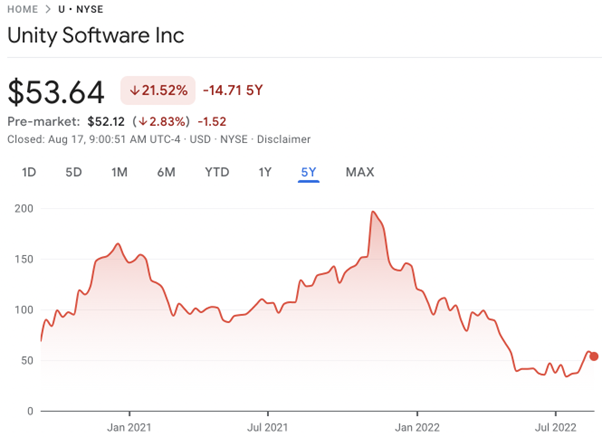 HOME > U • NYSE
Unity Software Inc
$53.64 ↓21.52% -14.71 5Y
Pre-market: $52.12 (↓2.83%) -1.52
Closed: Aug 17, 9:00:51 AM UTC-4 · USD · NYSE · Disclaimer
1D 5D 1M 6M YTD 1Y 5Y MAX
200
150
100
50
0
Jan 2021 Jul 2021 Jan 2022 Jul 2022